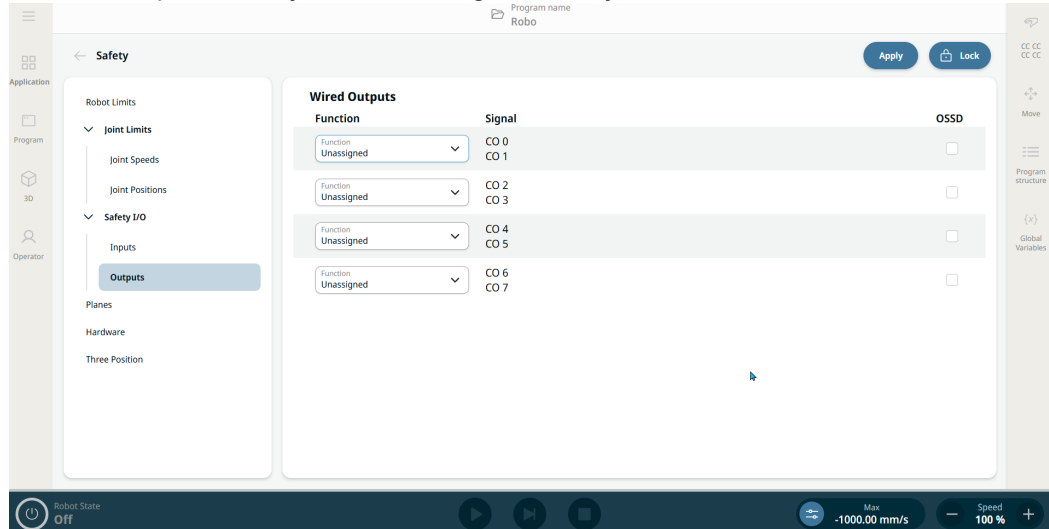 Program name
Robo
Safety
Apply
Lock
CC CC
CC CC
Application
Program
3D
Operator
Robot Limits
Joint Limits
Joint Speeds
Joint Positions
Safety I/O
Inputs
Outputs
Planes
Hardware
Three Position
Wired Outputs
Function Signal OSSD
Function
Unassigned
CO 0
CO 1
Function
Unassigned
CO 2
CO 3
Function
Unassigned
CO 4
CO 5
Function
Unassigned
CO 6
CO 7
Move
Program
structure
{x}
Global
Variables
Robot State
Off
Max
-1000.00 mm/s
Speed
100 %